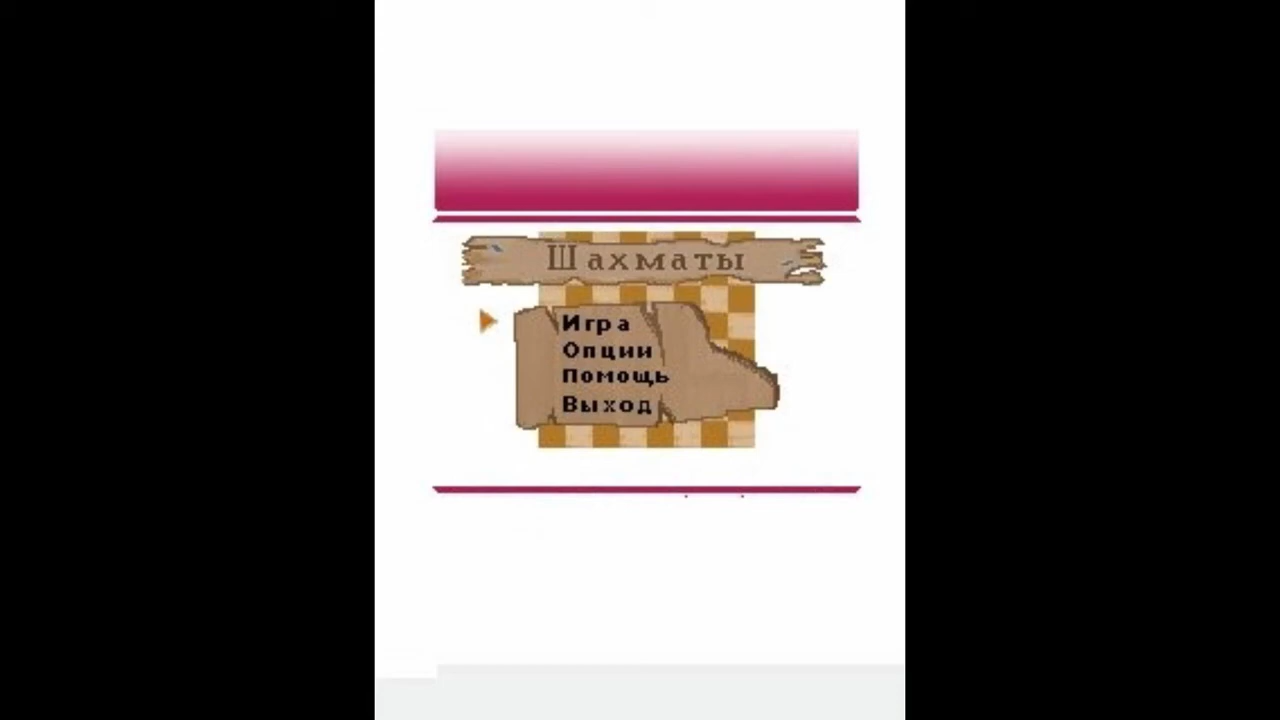 Шахматы
Игра
Опции
Помощь
Выход